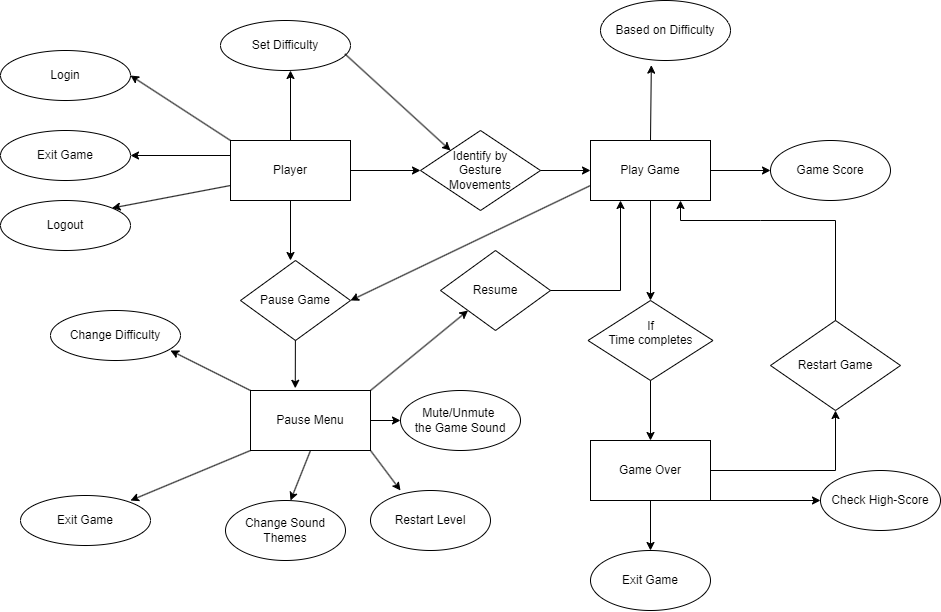 Set Difficulty
Based on Difficulty
Login
Exit Game
Player
Identify by
Gesture
Movements
Play Game
Game Score
Logout
Pause Game
Resume
Change Difficulty
If
Time completes
Restart Game
Pause Menu
Mute/Unmute
the Game Sound
Game Over
Exit Game
Change Sound
Themes
Restart Level
Check High-Score
Exit Game